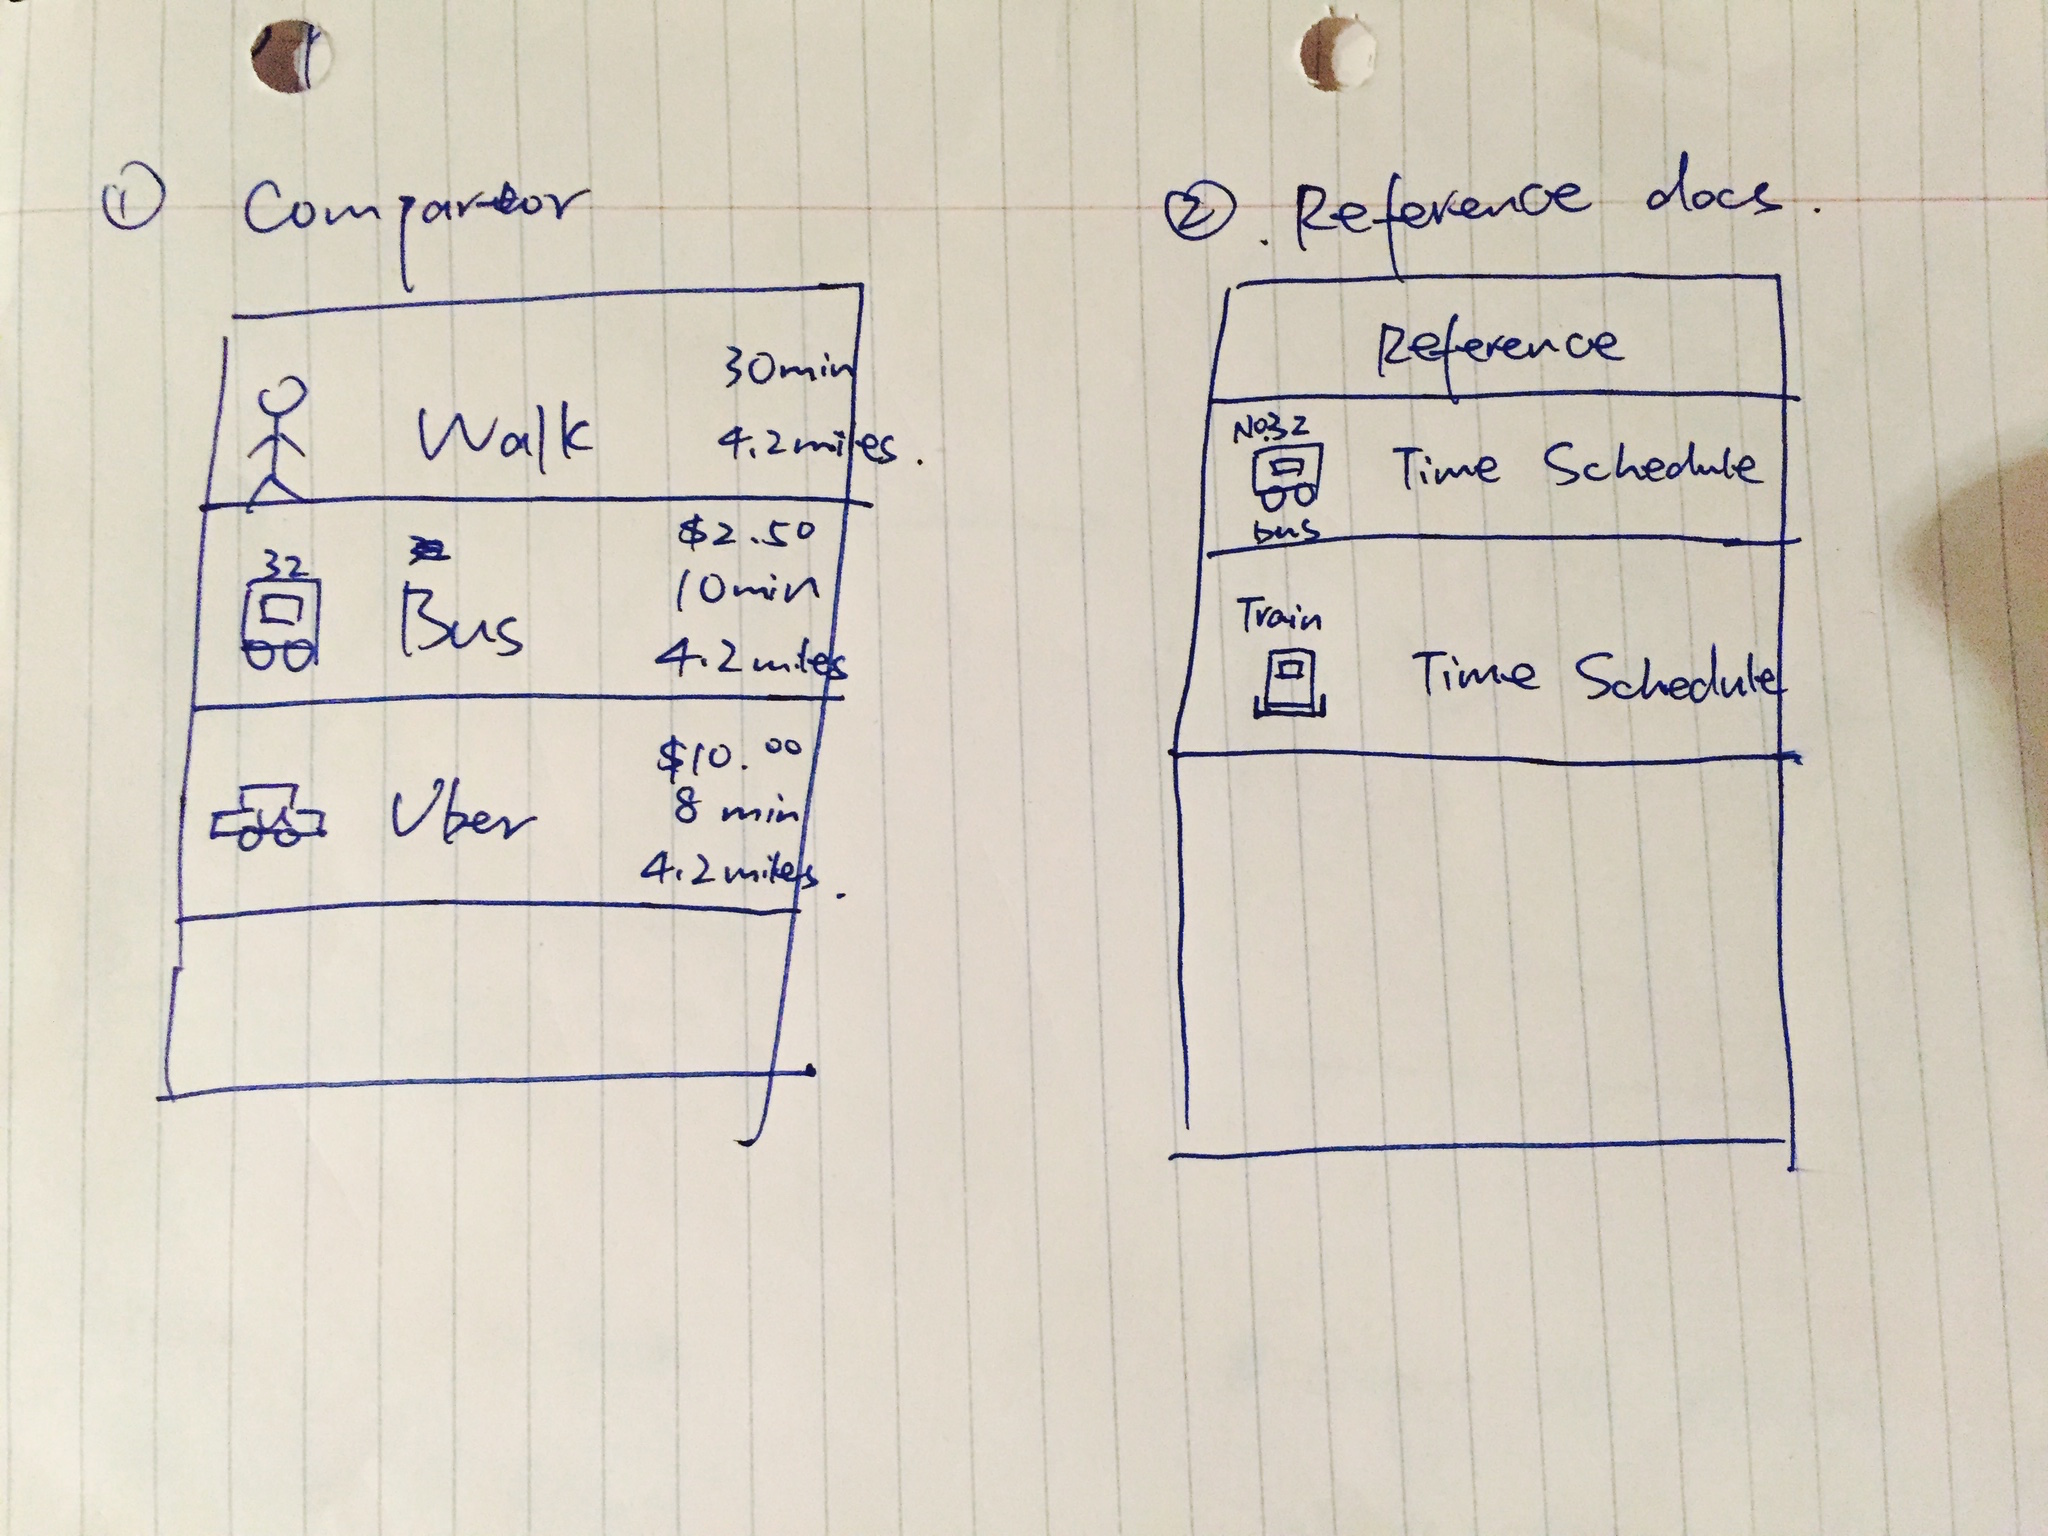 ① Comparator
30min
Walk
4.2miles.
32
$2.50
10min
Bus
4.2miles
$10.00
Uber
8 min
4.2miles.
②. Reference docs.
Reference
No.32
Time Schedule
Bus
Train
Time Schedule